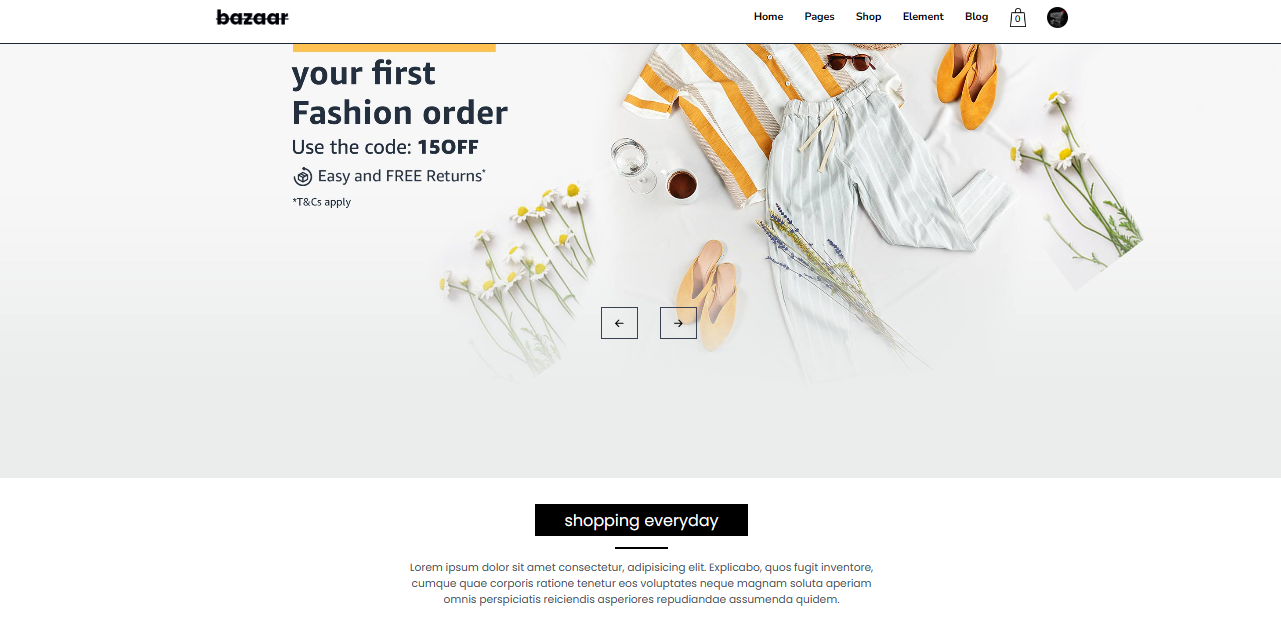 bazaar
Home Pages Shop Element Blog 0
your first
Fashion order
Use the code: 15OFF
Easy and FREE Returns*
*T&Cs apply
shopping everyday
Lorem ipsum dolor sit amet consectetur, adipisicing elit. Explicabo, quos fugit inventore,
cumque quae corporis ratione tenetur eos voluptates neque magnam soluta aperiam
omnis perspiciatis reiciendis asperiores repudiandae assumenda quidem.